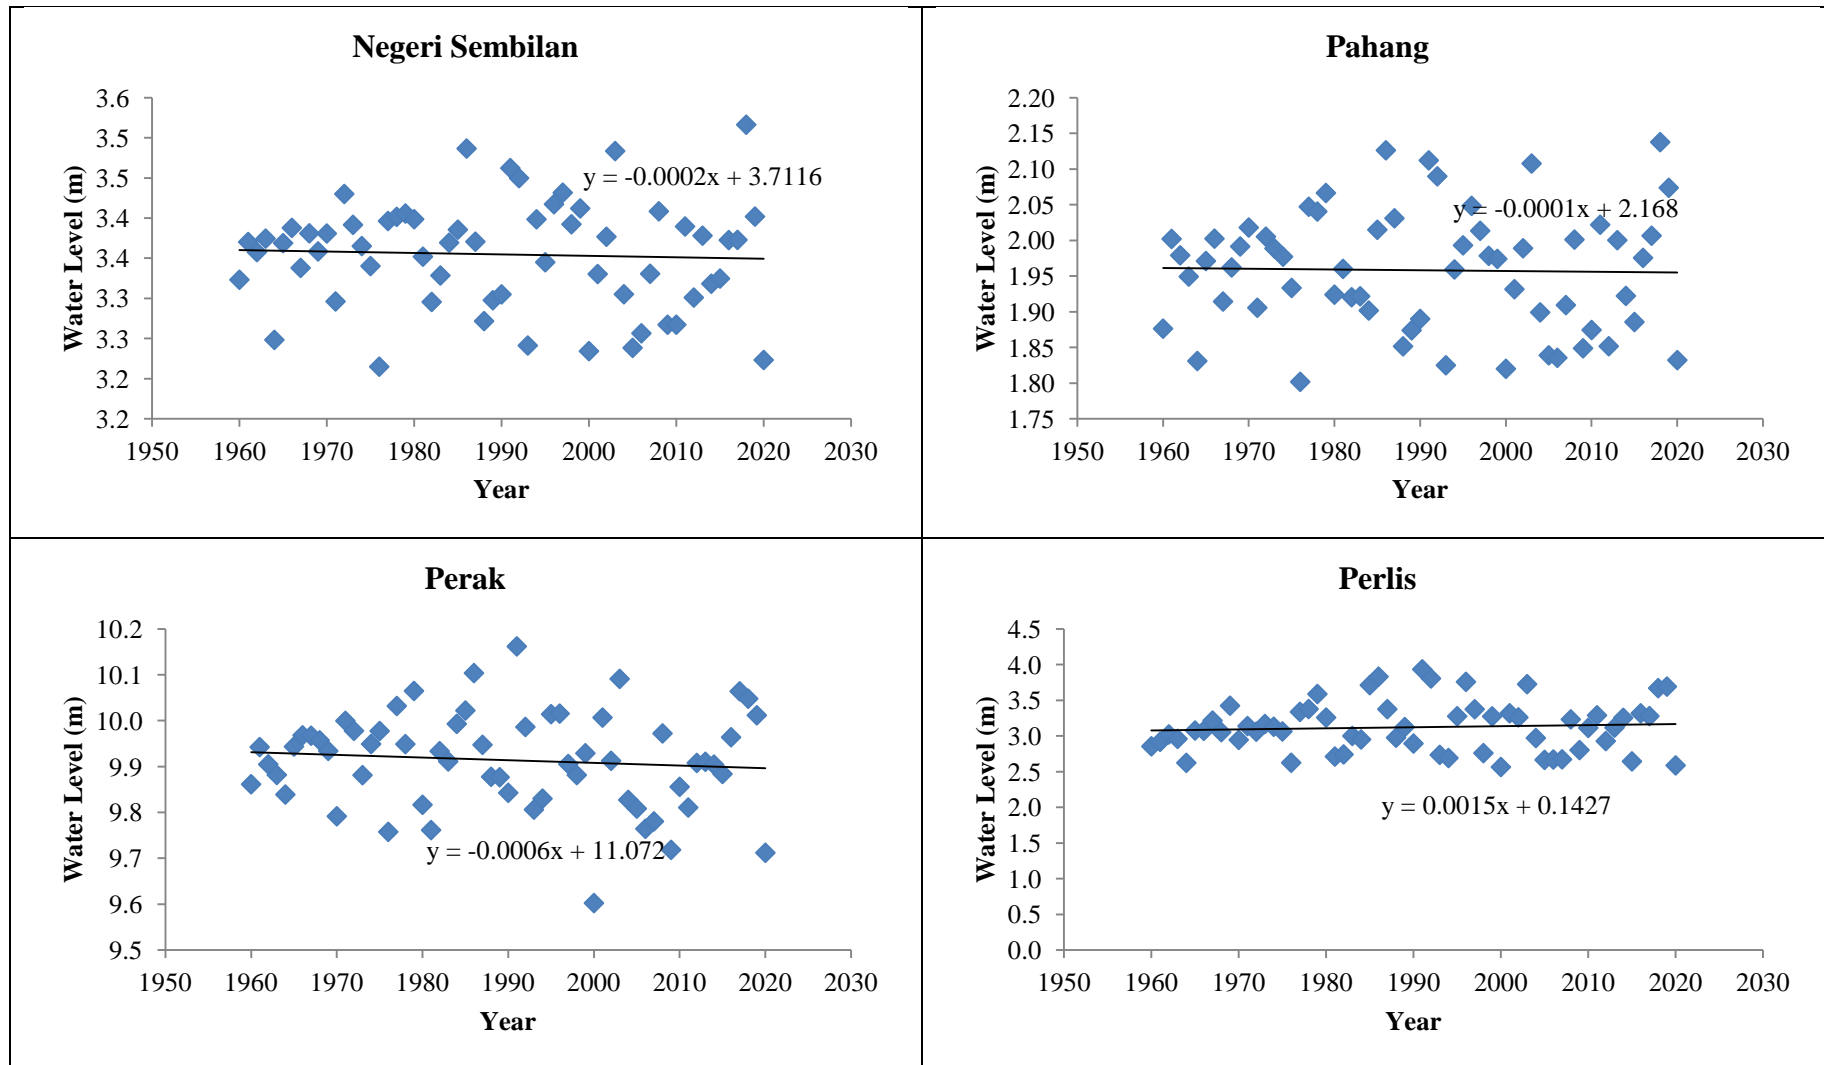 Negeri Sembilan
3.6
3.5
3.5
3.4
3.4
3.3
3.3
3.2
3.2
Water Level (m)
y = -0.0002x + 3.7116
1950 1960 1970 1980 1990 2000 2010 2020 2030
Year
Pahang
2.20
2.15
2.10
2.05
2.00
1.95
1.90
1.85
1.80
1.75
Water Level (m)
y = -0.0001x + 2.168
1950 1960 1970 1980 1990 2000 2010 2020 2030
Year
Perak
10.2
10.1
10.0
9.9
9.8
9.7
9.6
9.5
Water Level (m)
y = -0.0006x + 11.072
1950 1960 1970 1980 1990 2000 2010 2020 2030
Year
Perlis
4.5
4.0
3.5
3.0
2.5
2.0
1.5
1.0
0.5
0.0
Water Level (m)
y = 0.0015x + 0.1427
1950 1960 1970 1980 1990 2000 2010 2020 2030
Year